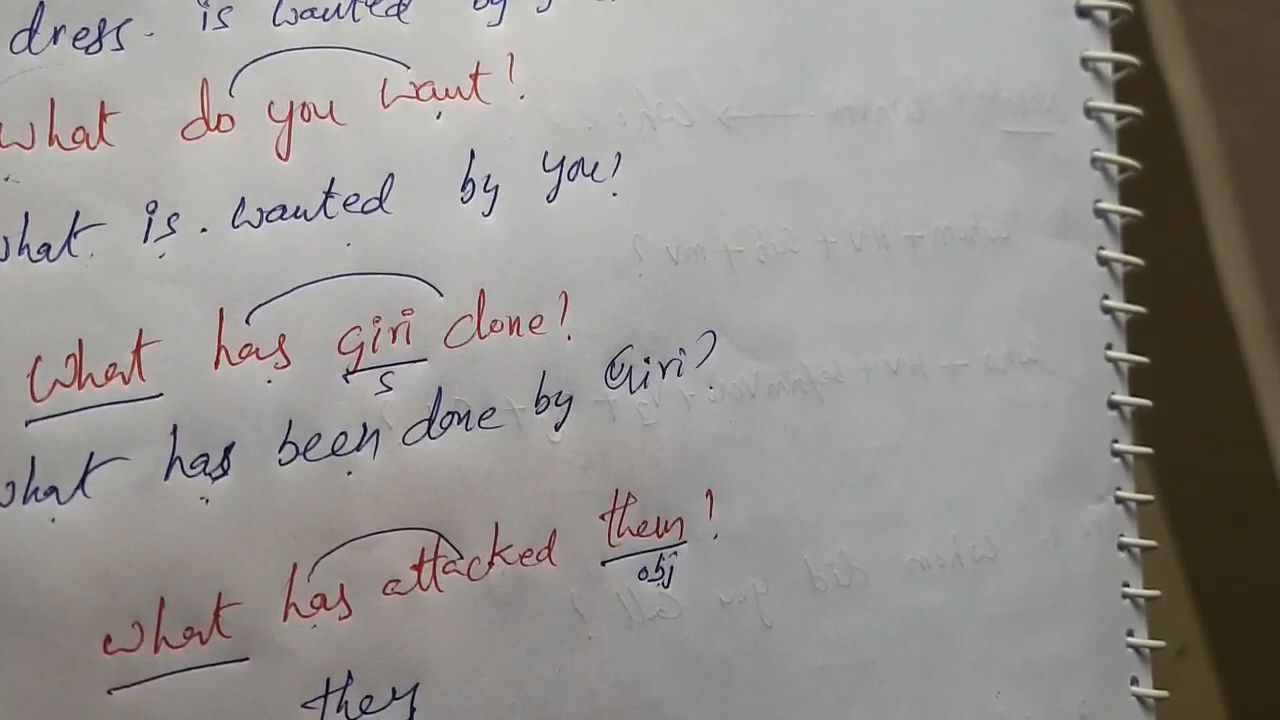 dress. is wanted by
What do you want?
what is wanted by you?
What has giri done?
S
what has been done by Giri?
what has attacked them?
obj
they